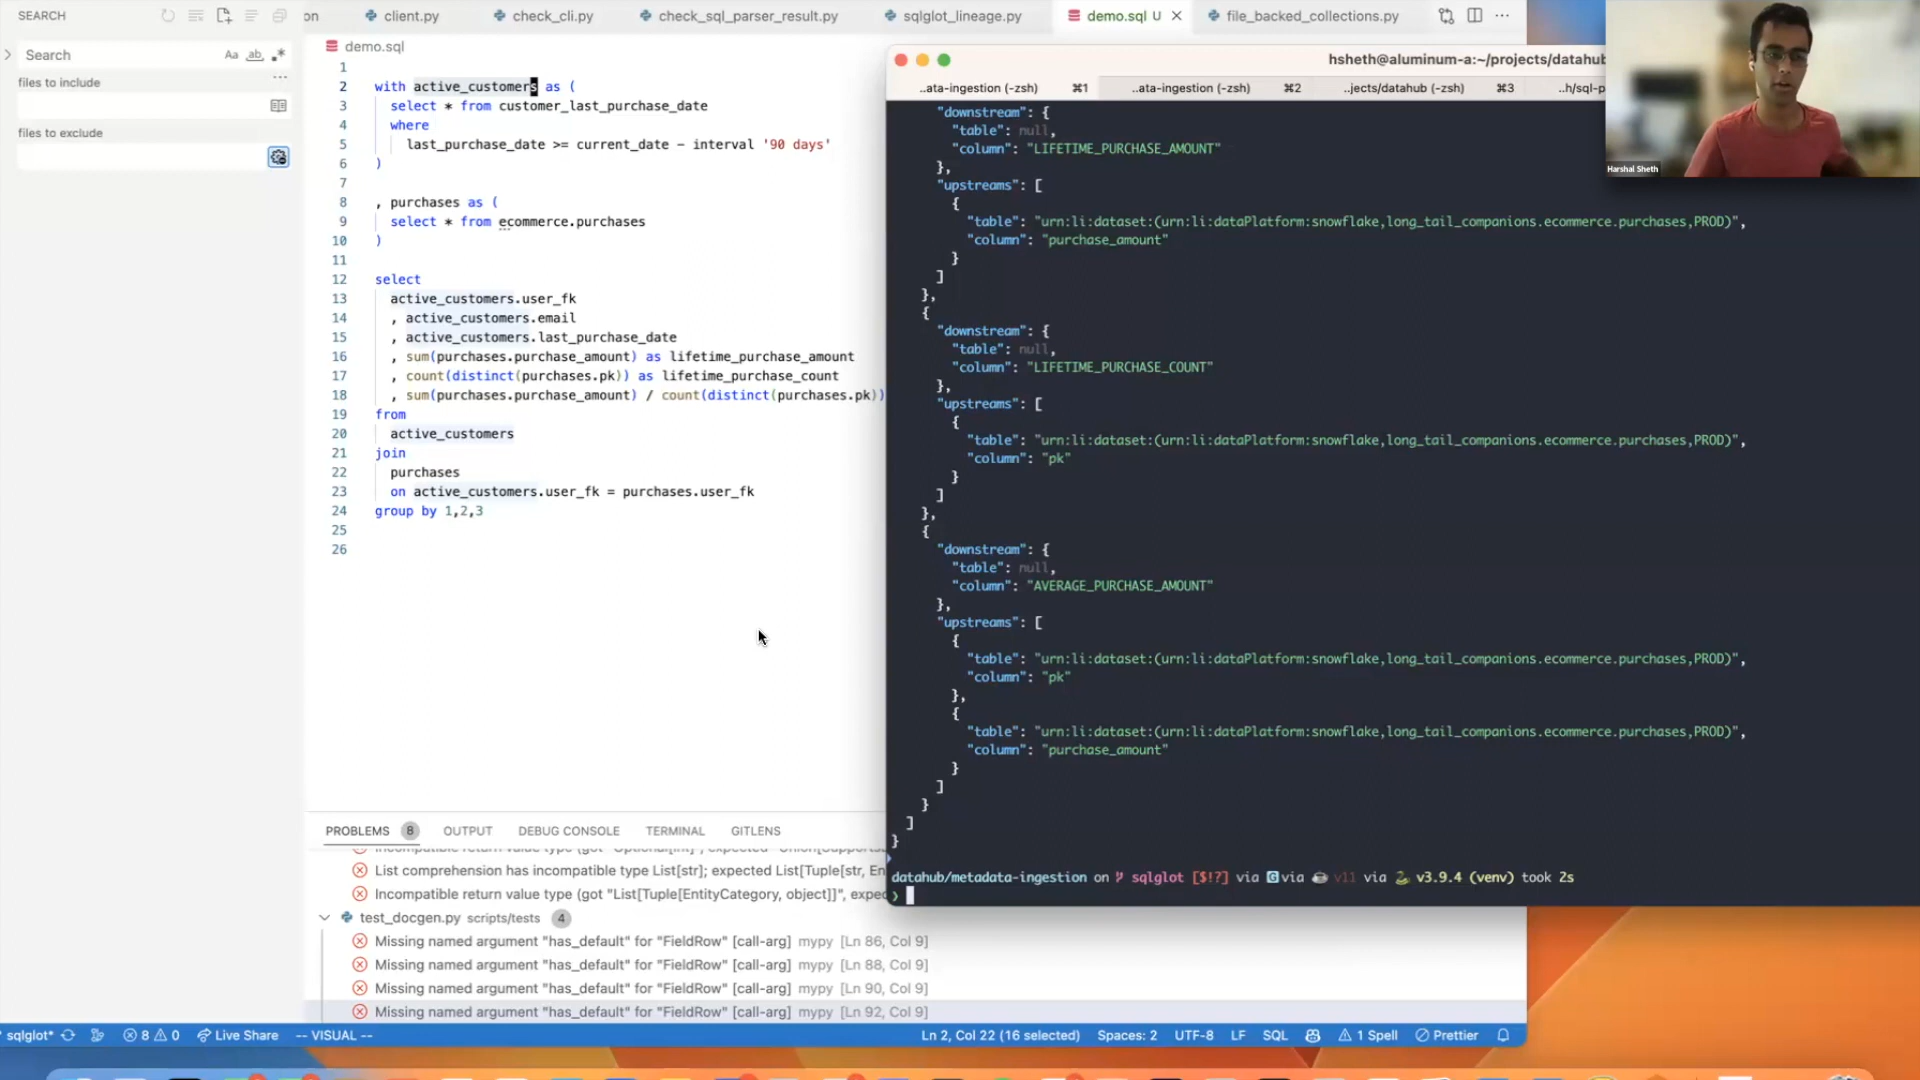 SEARCH
on
client.py
check_cli.py
check_sql_parser_result.py
sqlglot_lineage.py
demo.sql U
file_backed_collections.py
Search
Aa
ab
files to include
files to exclude
demo.sql
1
2 with active_customers as (
3 select * from customer_last_purchase_date
4 where
5 last_purchase_date >= current_date - interval '90 days'
6 )
7
8 , purchases as (
9 select * from ecommerce.purchases
10 )
11
12 select
13 active_customers.user_fk
14 , active_customers.email
15 , active_customers.last_purchase_date
16 , sum(purchases.purchase_amount) as lifetime_purchase_amount
17 , count(distinct(purchases.pk)) as lifetime_purchase_count
18 , sum(purchases.purchase_amount) / count(distinct(purchases.pk))
19 from
20 active_customers
21 join
22 purchases
23 on active_customers.user_fk = purchases.user_fk
24 group by 1,2,3
25
26
hsheth@aluminum-a:~/projects/datahub
..ata-ingestion (-zsh) ⌘1
..ata-ingestion (-zsh) ⌘2
..jects/datahub (-zsh) ⌘3
..h/sql-p
"downstream": {
"table": null,
"column": "LIFETIME_PURCHASE_AMOUNT"
},
"upstreams": [
{
"table": "urn:li:dataset:(urn:li:dataPlatform:snowflake,long_tail_companions.ecommerce.purchases,PROD)",
"column": "purchase_amount"
}
]
},
{
"downstream": {
"table": null,
"column": "LIFETIME_PURCHASE_COUNT"
},
"upstreams": [
{
"table": "urn:li:dataset:(urn:li:dataPlatform:snowflake,long_tail_companions.ecommerce.purchases,PROD)",
"column": "pk"
}
]
},
{
"downstream": {
"table": null,
"column": "AVERAGE_PURCHASE_AMOUNT"
},
"upstreams": [
{
"table": "urn:li:dataset:(urn:li:dataPlatform:snowflake,long_tail_companions.ecommerce.purchases,PROD)",
"column": "pk"
},
{
"table": "urn:li:dataset:(urn:li:dataPlatform:snowflake,long_tail_companions.ecommerce.purchases,PROD)",
"column": "purchase_amount"
}
]
}
]
}
datahub/metadata-ingestion on sqlglot [$!?] via via v11 via v3.9.4 (venv) took 2s
❯
Harshal Sheth
PROBLEMS 8
OUTPUT
DEBUG CONSOLE
TERMINAL
GITLENS
Incompatible return value type (got "Optional[int]", expected "Union[Supports
List comprehension has incompatible type List[str]; expected List[Tuple[str, En
Incompatible return value type (got "List[Tuple[EntityCategory, object]]", expec
test_docgen.py scripts/tests 4
Missing named argument "has_default" for "FieldRow" [call-arg] mypy [Ln 86, Col 9]
Missing named argument "has_default" for "FieldRow" [call-arg] mypy [Ln 88, Col 9]
Missing named argument "has_default" for "FieldRow" [call-arg] mypy [Ln 90, Col 9]
Missing named argument "has_default" for "FieldRow" [call-arg] mypy [Ln 92, Col 9]
sqlglot* 8 0 Live Share -- VISUAL -- Ln 2, Col 22 (16 selected) Spaces: 2 UTF-8 LF SQL 1 Spell Prettier